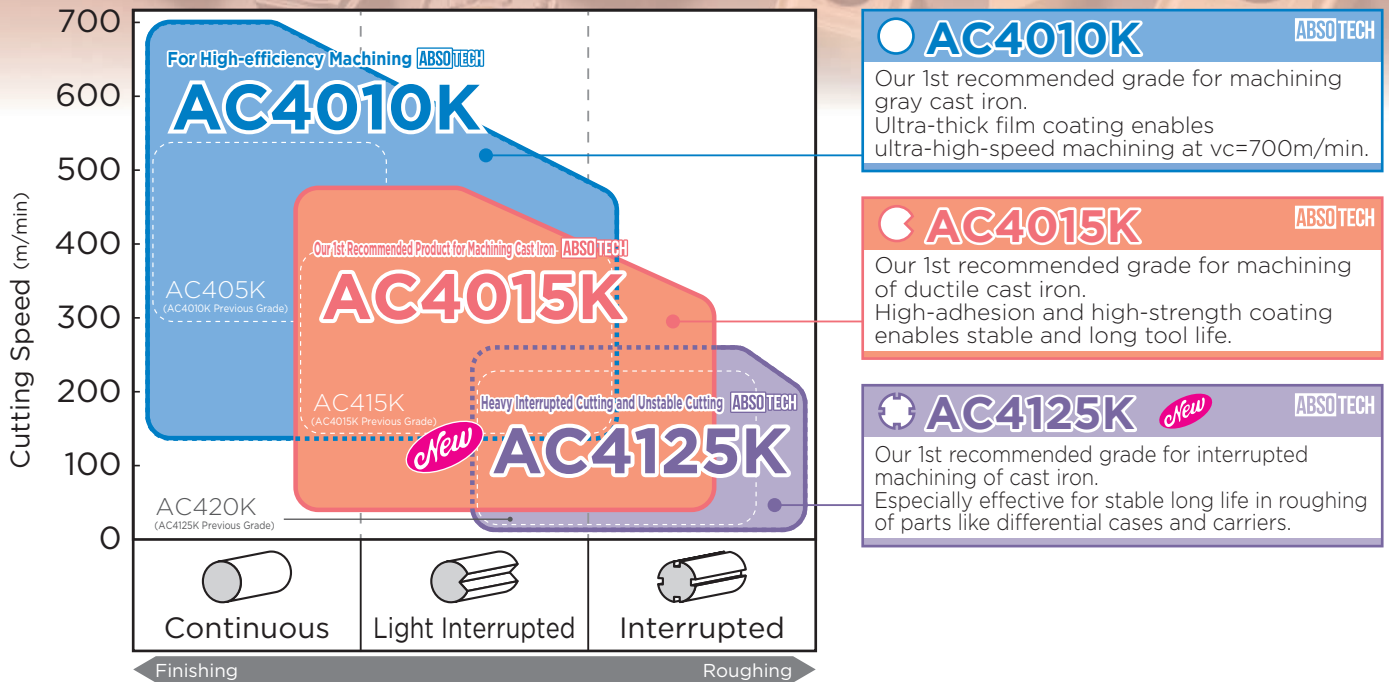 Cutting Speed (m/min)
700
600
500
400
300
200
100
0
For High-efficiency Machining ABSOTECH
AC4010K
AC405K
(AC4010K Previous Grade)
Our 1st Recommended Product for Machining Cast Iron ABSOTECH
AC4015K
AC415K
(AC4015K Previous Grade)
Heavy Interrupted Cutting and Unstable Cutting ABSOTECH
New AC4125K
AC420K
(AC4125K Previous Grade)
Continuous
Light Interrupted
Interrupted
Finishing
Roughing
AC4010K ABSOTECH
Our 1st recommended grade for machining
gray cast iron.
Ultra-thick film coating enables
ultra-high-speed machining at vc=700m/min.
AC4015K ABSOTECH
Our 1st recommended grade for machining
of ductile cast iron.
High-adhesion and high-strength coating
enables stable and long tool life.
AC4125K New ABSOTECH
Our 1st recommended grade for interrupted
machining of cast iron.
Especially effective for stable long life in roughing
of parts like differential cases and carriers.